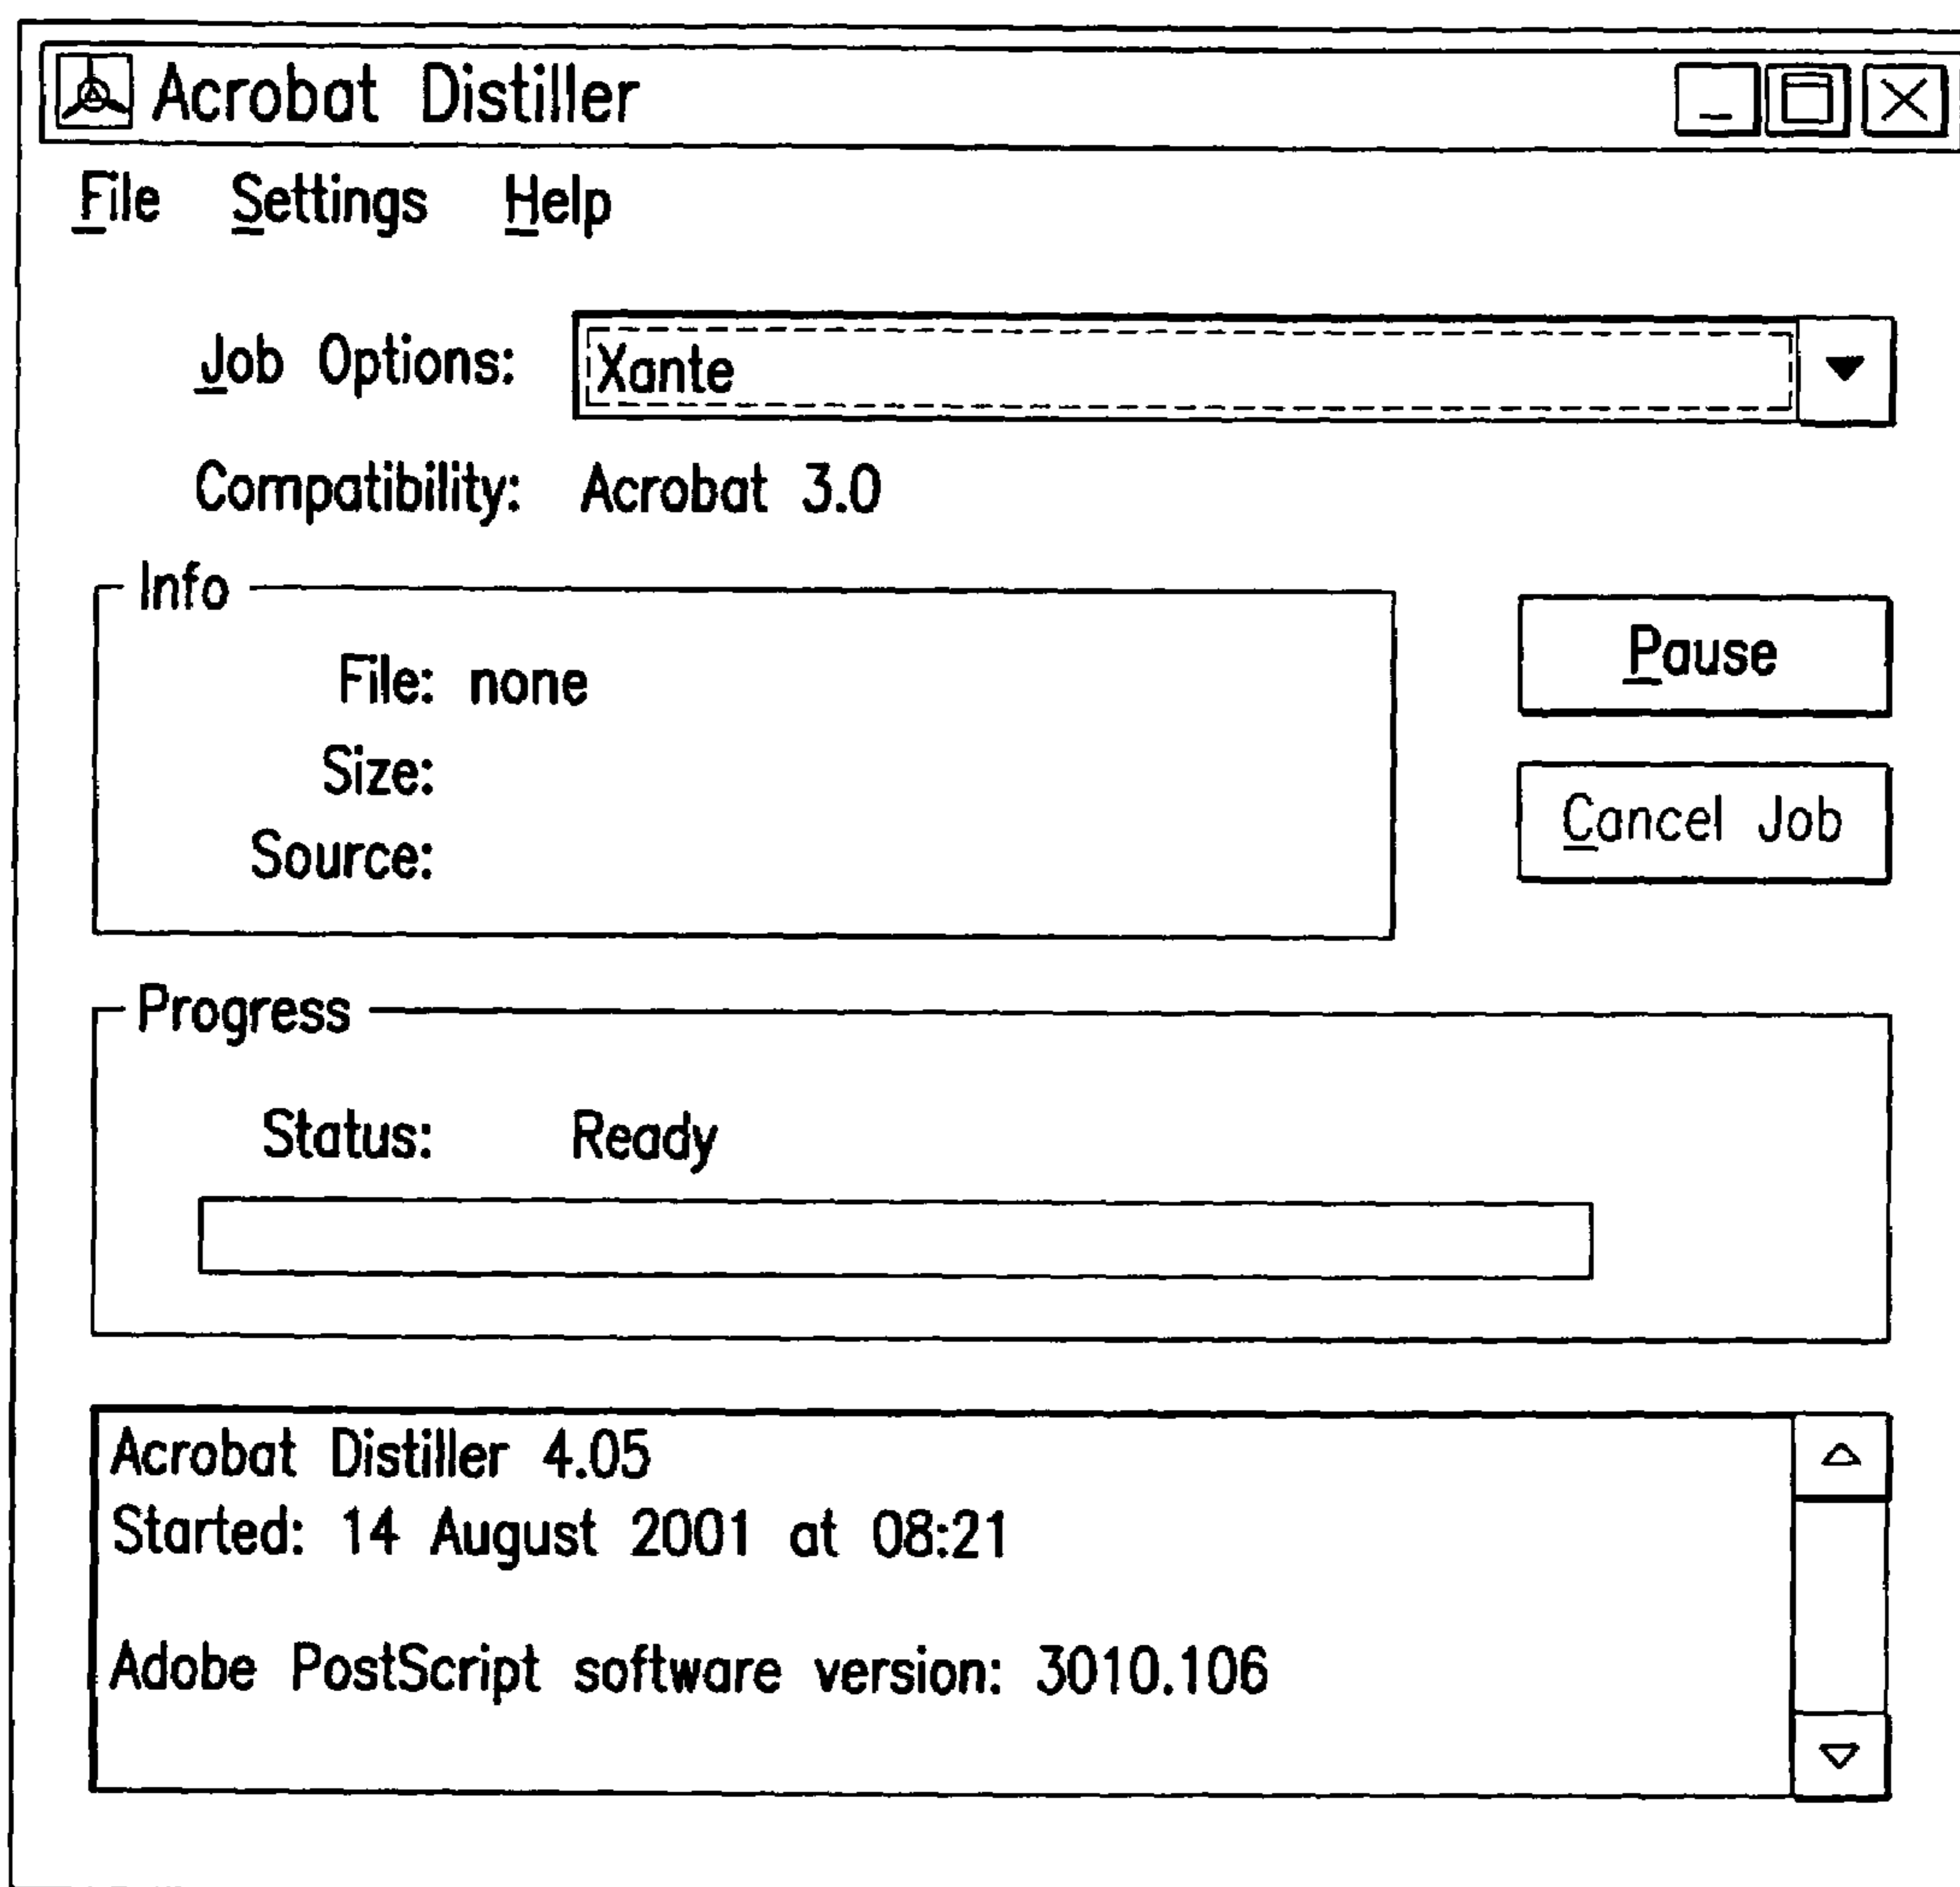 Acrobat Distiller
File Settings Help
Job Options: Xante
Compatibility: Acrobat 3.0
Info
File: none
Size:
Source:
Pause
Cancel Job
Progress
Status: Ready
Acrobat Distiller 4.05
Started: 14 August 2001 at 08:21
Adobe PostScript software version: 3010.106